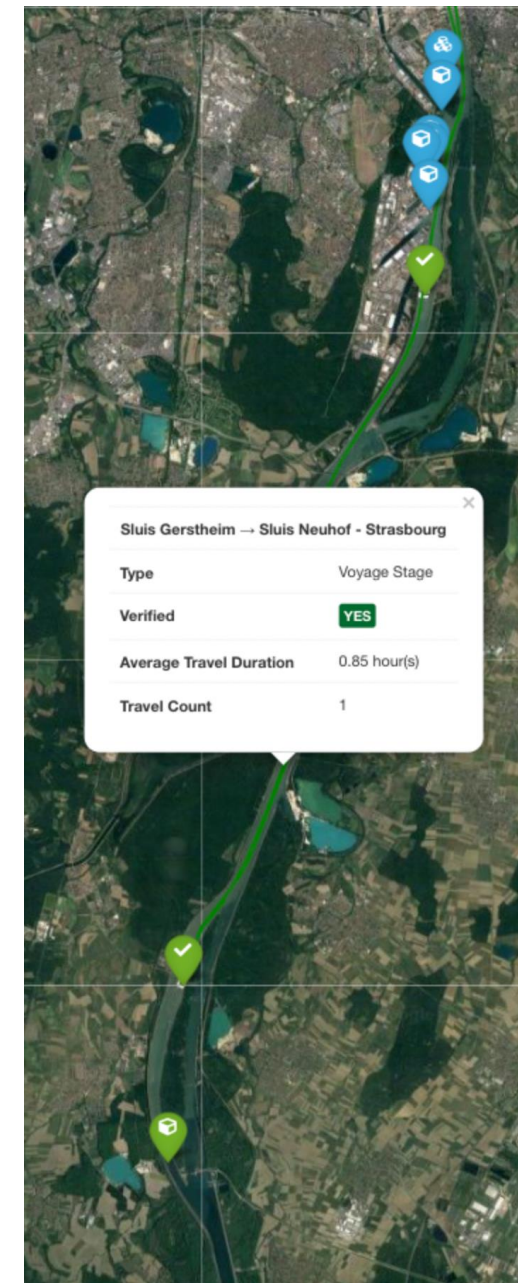 ×
Sluis Gerstheim → Sluis Neuhof - Strasbourg
Type Voyage Stage
Verified YES
Average Travel Duration 0.85 hour(s)
Travel Count 1